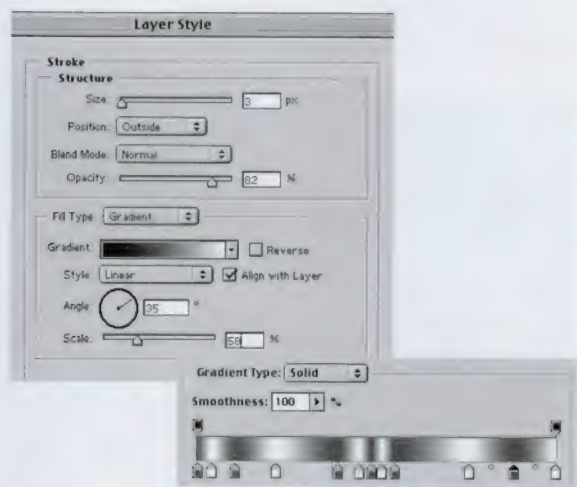 Layer Style
Stroke
Structure
Size: 3 px
Position: Outside
Blend Mode: Normal
Opacity: 82 %
Fill Type: Gradient
Gradient: Reverse
Style: Linear Align with Layer
Angle: 35 °
Scale: 58 %
Gradient Type: Solid
Smoothness: 100 %